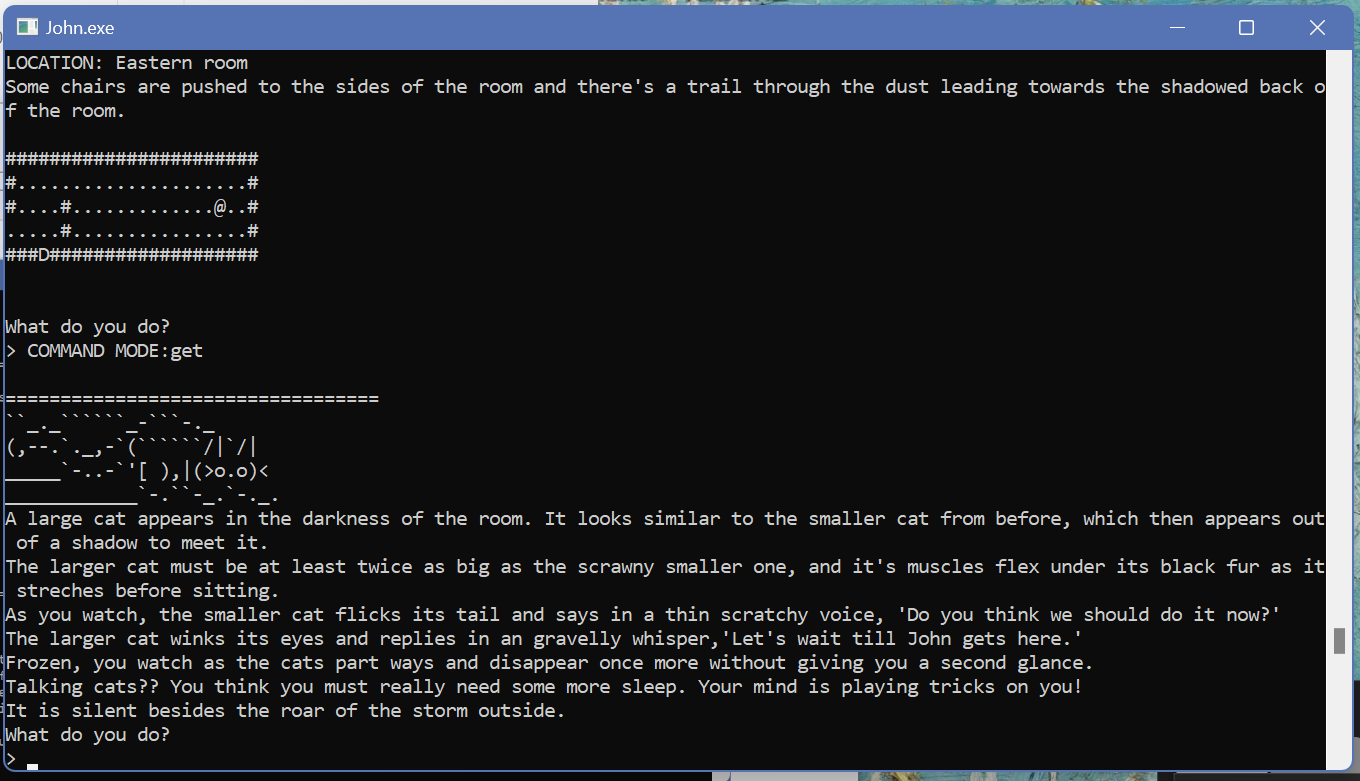 John.exe
LOCATION: Eastern room
Some chairs are pushed to the sides of the room and there's a trail through the dust leading towards the shadowed back o
f the room.
#######################
#.....................#
#....#.............@..#
.....#................#
###D###################
What do you do?
> COMMAND MODE:get
==================================
``_._``````_-```-._
(,--.`._,-`(``````/|`/|
_____`-..-`'[ ),|(>o.o)<
____________`-.``-_.`-._.
A large cat appears in the darkness of the room. It looks similar to the smaller cat from before, which then appears out
 of a shadow to meet it.
The larger cat must be at least twice as big as the scrawny smaller one, and it's muscles flex under its black fur as it
 streches before sitting.
As you watch, the smaller cat flicks its tail and says in a thin scratchy voice, 'Do you think we should do it now?'
The larger cat winks its eyes and replies in an gravelly whisper,'Let's wait till John gets here.'
Frozen, you watch as the cats part ways and disappear once more without giving you a second glance.
Talking cats?? You think you must really need some more sleep. Your mind is playing tricks on you!
It is silent besides the roar of the storm outside.
What do you do?
> _